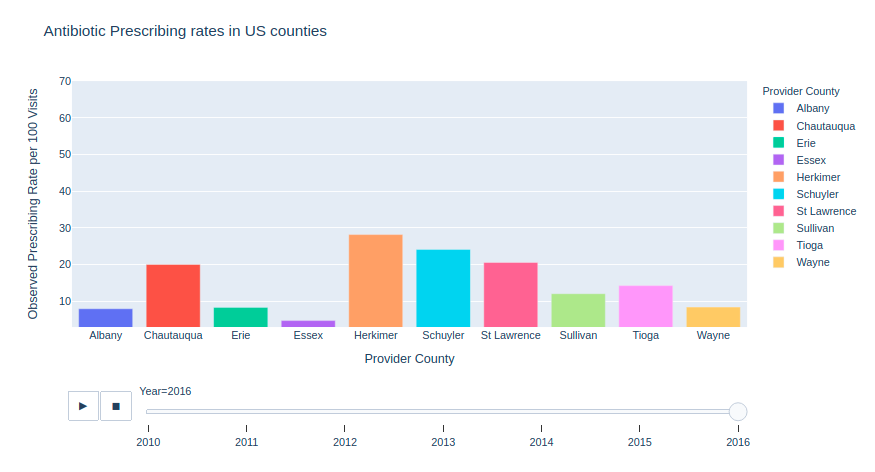 Antibiotic Prescribing rates in US counties
Observed Prescribing Rate per 100 Visits
70
60
50
40
30
20
10
Albany Chautauqua Erie Essex Herkimer Schuyler St Lawrence Sullivan Tioga Wayne
Provider County
Provider County
Albany
Chautauqua
Erie
Essex
Herkimer
Schuyler
St Lawrence
Sullivan
Tioga
Wayne
Year=2016
2010 2011 2012 2013 2014 2015 2016